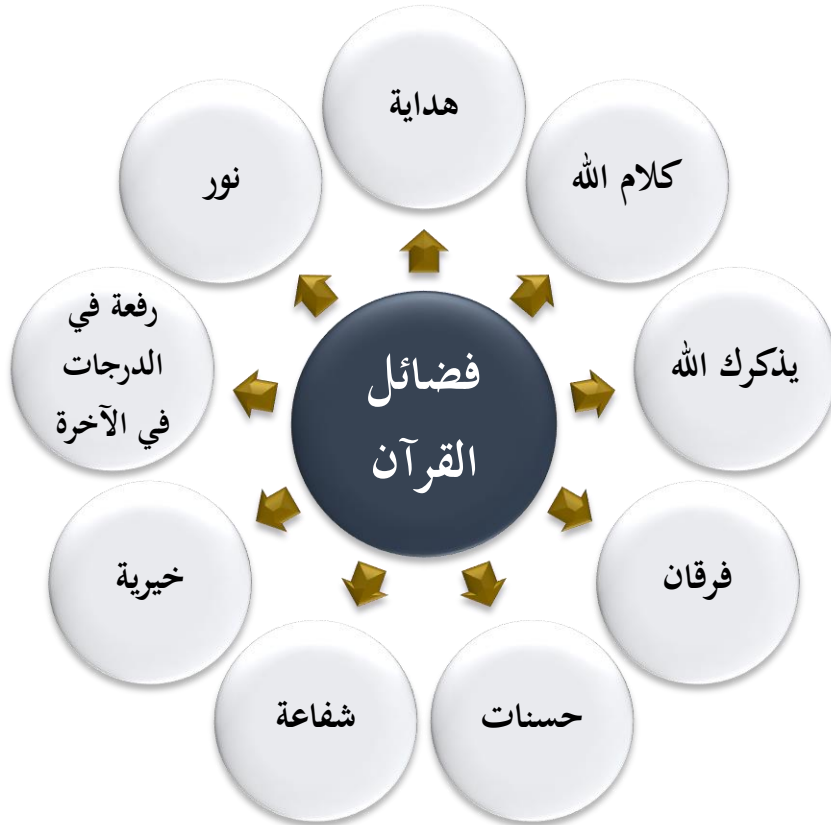 فضائل
القرآن
هداية
كلام الله
يذكرك الله
فرقان
حسنات
شفاعة
خيرية
رفعة في
الدرجات
في الآخرة
نور